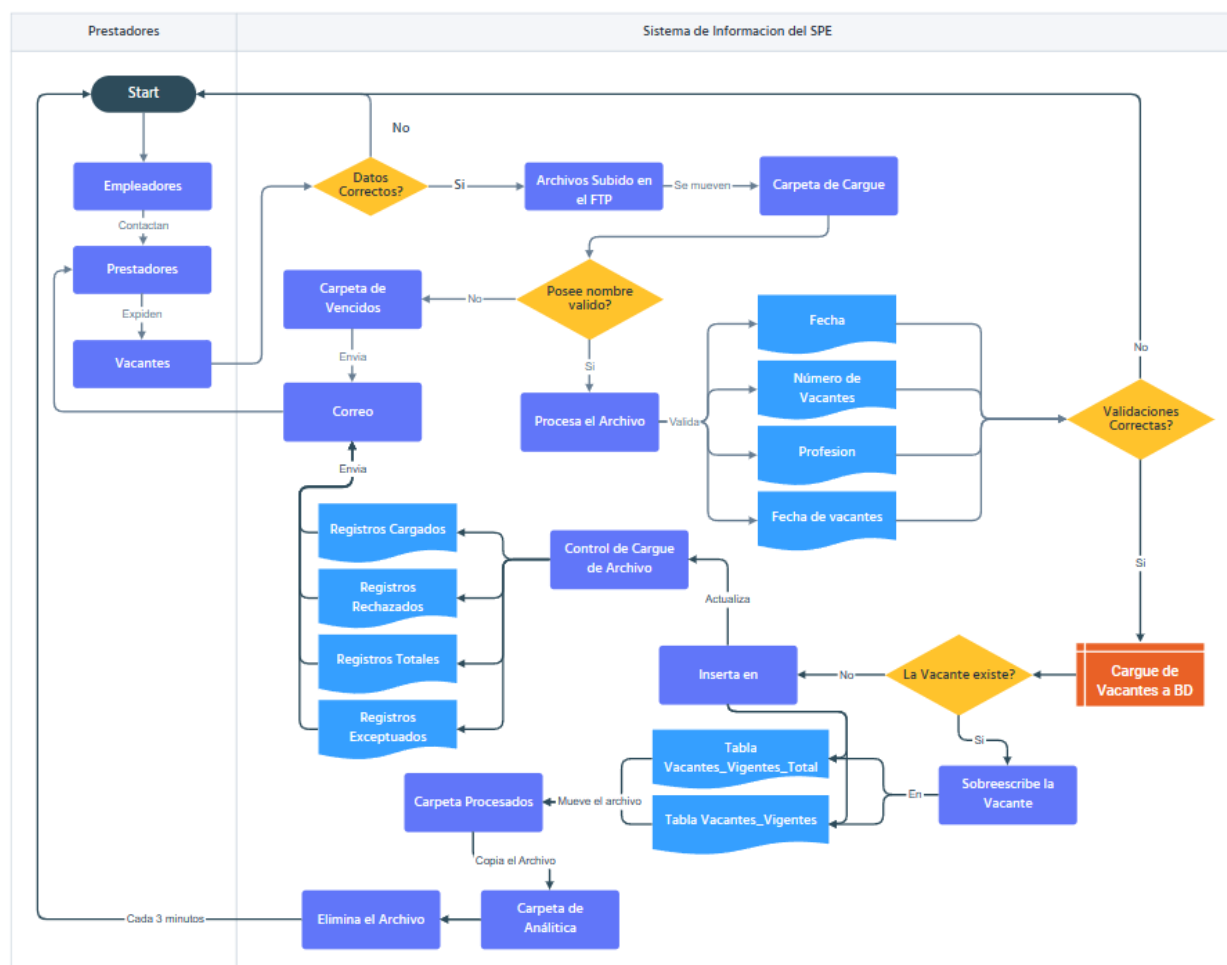 Prestadores
Sistema de Informacion del SPE
Start
No
Empleadores
Datos
Correctos?
Si
Archivos Subido en
el FTP
Se mueven
Carpeta de Cargue
Contactan
Prestadores
Expiden
Vacantes
Carpeta de
Vencidos
No
Posee nombre
valido?
Envia
Si
Correo
Procesa el Archivo
Valida
Fecha
Número de
Vacantes
Profesion
Fecha de vacantes
No
Validaciones
Correctas?
Si
Envia
Registros Cargados
Registros
Rechazados
Registros Totales
Registros
Exceptuados
Control de Cargue
de Archivo
Actualiza
Inserta en
No
La Vacante existe?
Cargue de
Vacantes a BD
Si
Sobreescribe la
Vacante
En
Tabla
Vacantes_Vigentes_Total
Tabla Vacantes_Vigentes
Mueve el archivo
Carpeta Procesados
Copia el Archivo
Carpeta de
Análitica
Elimina el Archivo
Cada 3 minutos